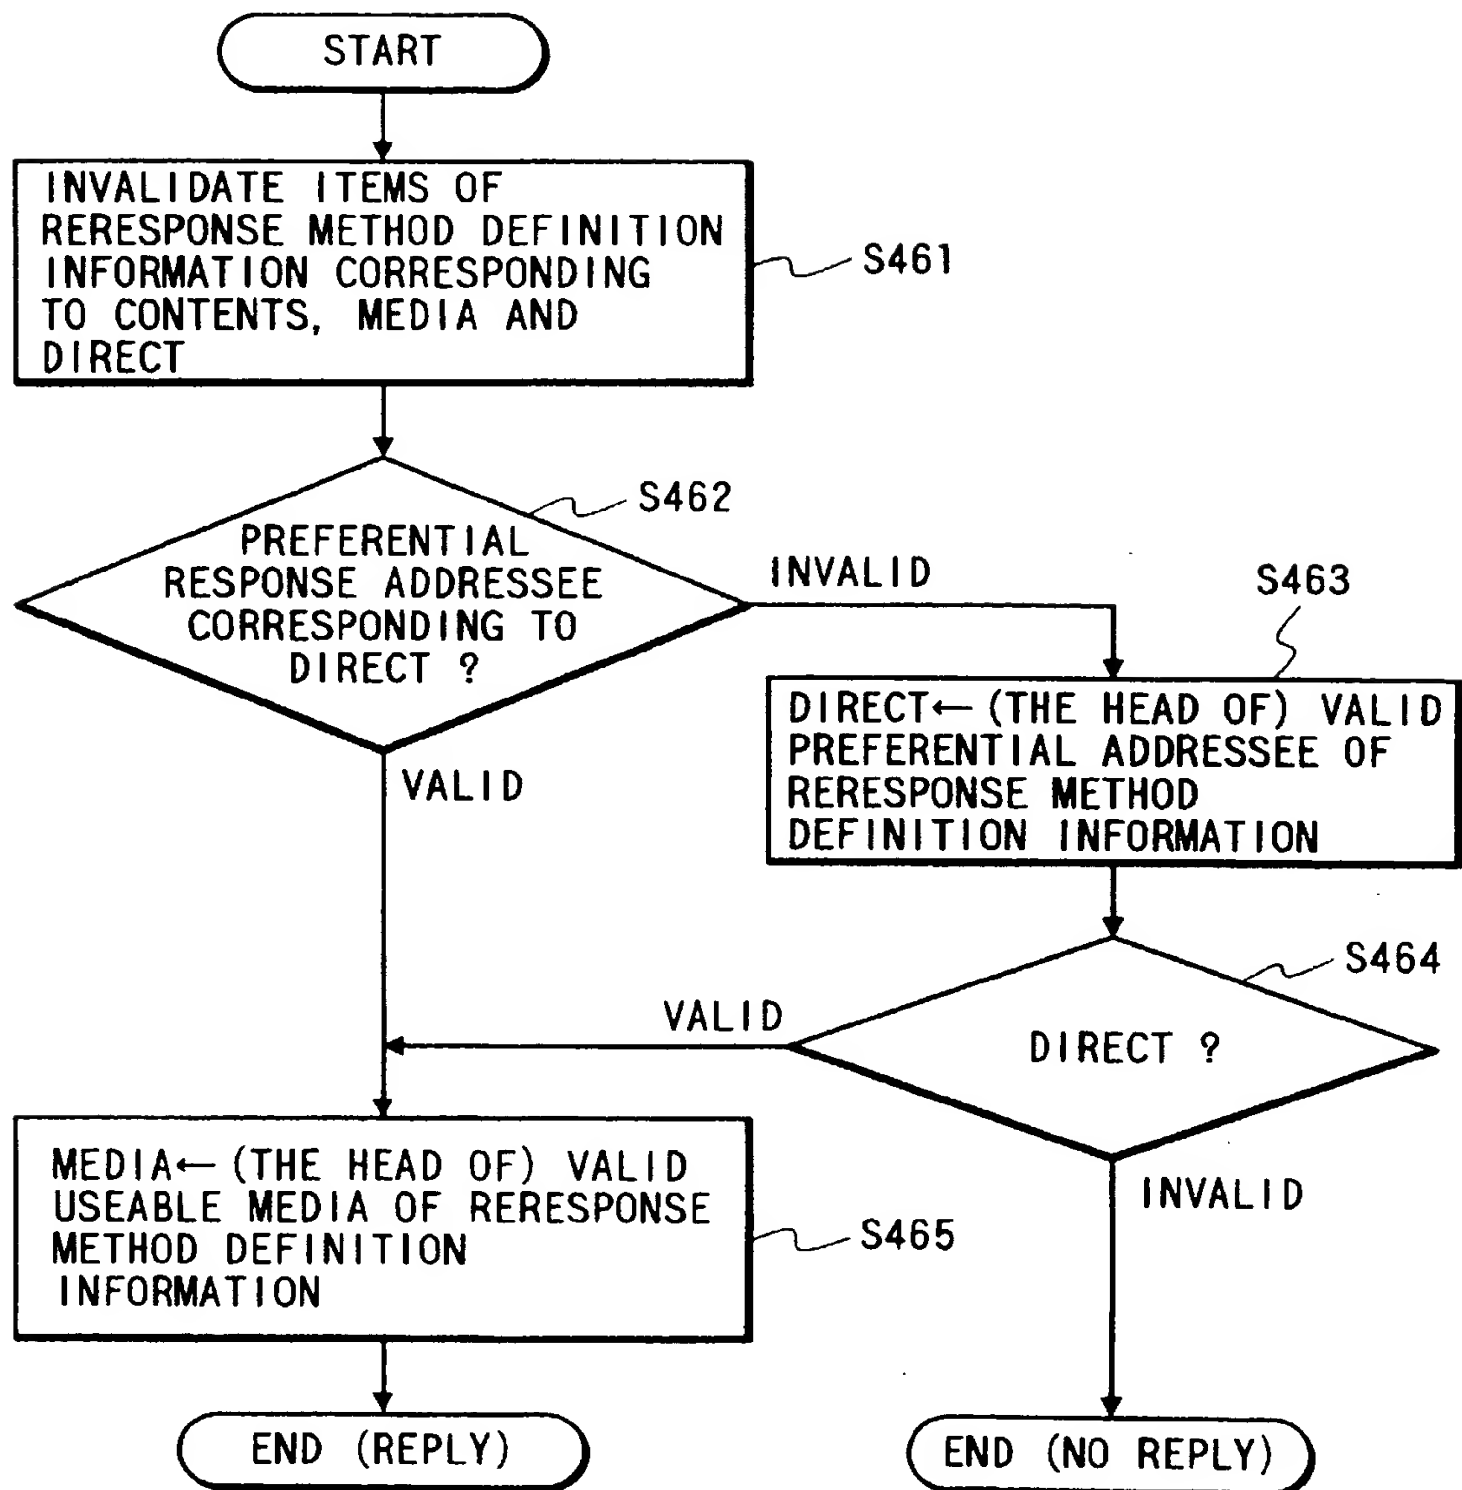 START
INVALIDATE ITEMS OF
RERESPONSE METHOD DEFINITION
INFORMATION CORRESPONDING
TO CONTENTS, MEDIA AND
DIRECT
S461
S462
PREFERENTIAL
RESPONSE ADDRESSEE
CORRESPONDING TO
DIRECT ?
INVALID
VALID
S463
DIRECT← (THE HEAD OF) VALID
PREFERENTIAL ADDRESSEE OF
RERESPONSE METHOD
DEFINITION INFORMATION
S464
DIRECT ?
VALID
INVALID
MEDIA← (THE HEAD OF) VALID
USEABLE MEDIA OF RERESPONSE
METHOD DEFINITION
INFORMATION
S465
END (REPLY)
END (NO REPLY)